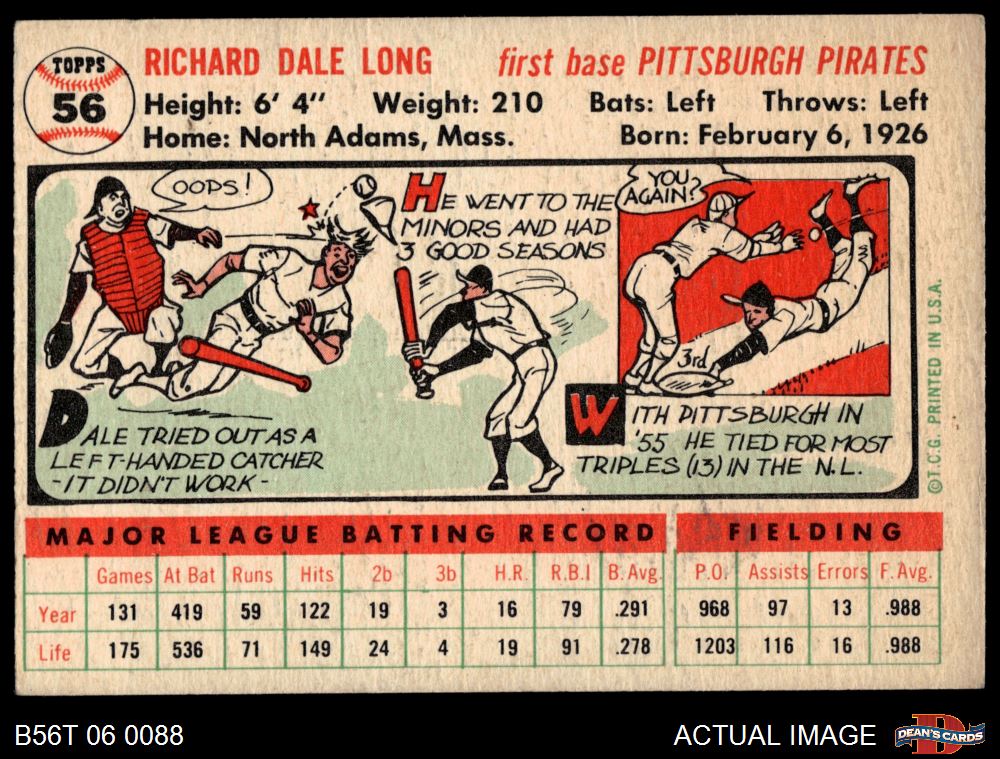 TOPPS
56
RICHARD DALE LONG first base PITTSBURGH PIRATES
Height: 6' 4" Weight: 210 Bats: Left Throws: Left
Home: North Adams, Mass. Born: February 6, 1926
OOPS!
DALE TRIED OUT AS A
LEFT-HANDED CATCHER
-IT DIDN'T WORK-
HE WENT TO THE
MINORS AND HAD
3 GOOD SEASONS
YOU
AGAIN?
3rd
WITH PITTSBURGH IN
'55 HE TIED FOR MOST
TRIPLES (13) IN THE N.L.
©T.C.G. PRINTED IN U.S.A.
MAJOR LEAGUE BATTING RECORD FIELDING
Games At Bat Runs Hits 2b 3b H.R. R.B.I B. Avg. P.O. Assists Errors F. Avg.
Year 131 419 59 122 19 3 16 79 .291 968 97 13 .988
Life 175 536 71 149 24 4 19 91 .278 1203 116 16 .988
B56T 06 0088 ACTUAL IMAGE
DEAN'S CARDS